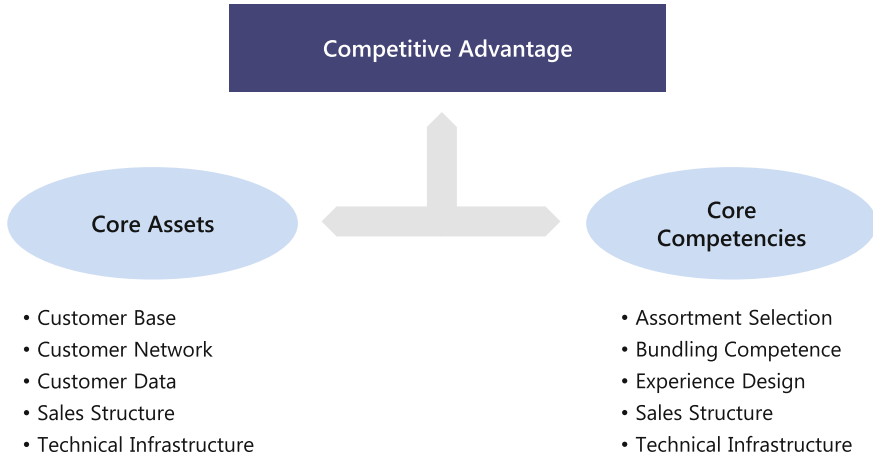 Competitive Advantage
Core Assets
Core
Competencies
• Customer Base
• Customer Network
• Customer Data
• Sales Structure
• Technical Infrastructure
• Assortment Selection
• Bundling Competence
• Experience Design
• Sales Structure
• Technical Infrastructure